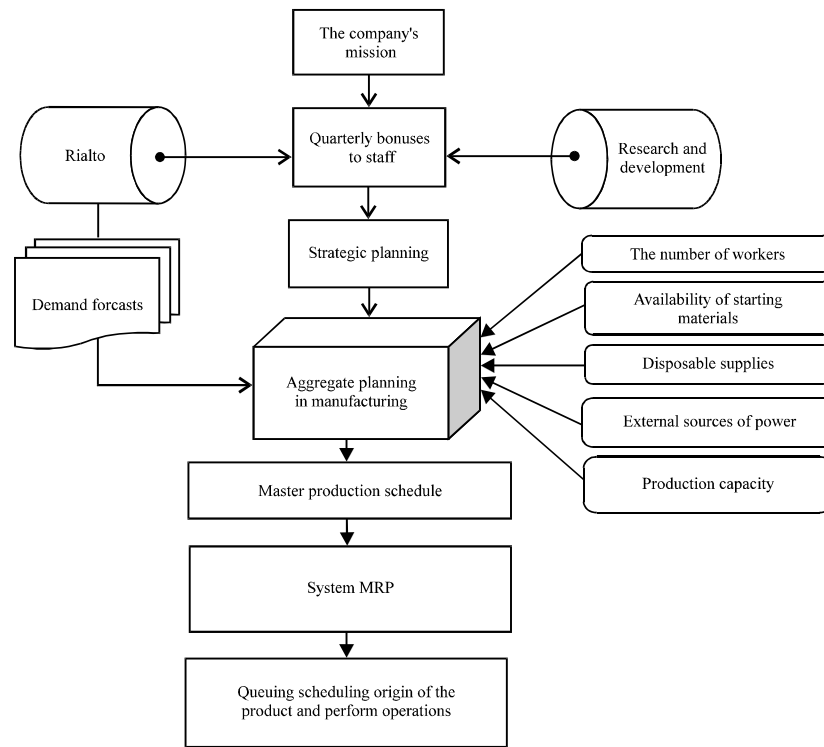 The company's
mission
Rialto
Quarterly bonuses
to staff
Research and
development
Strategic planning
Demand forcasts
The number of workers
Availability of starting
materials
Disposable supplies
External sources of power
Production capacity
Aggregate planning
in manufacturing
Master production schedule
System MRP
Queuing scheduling origin of the
product and perform operations